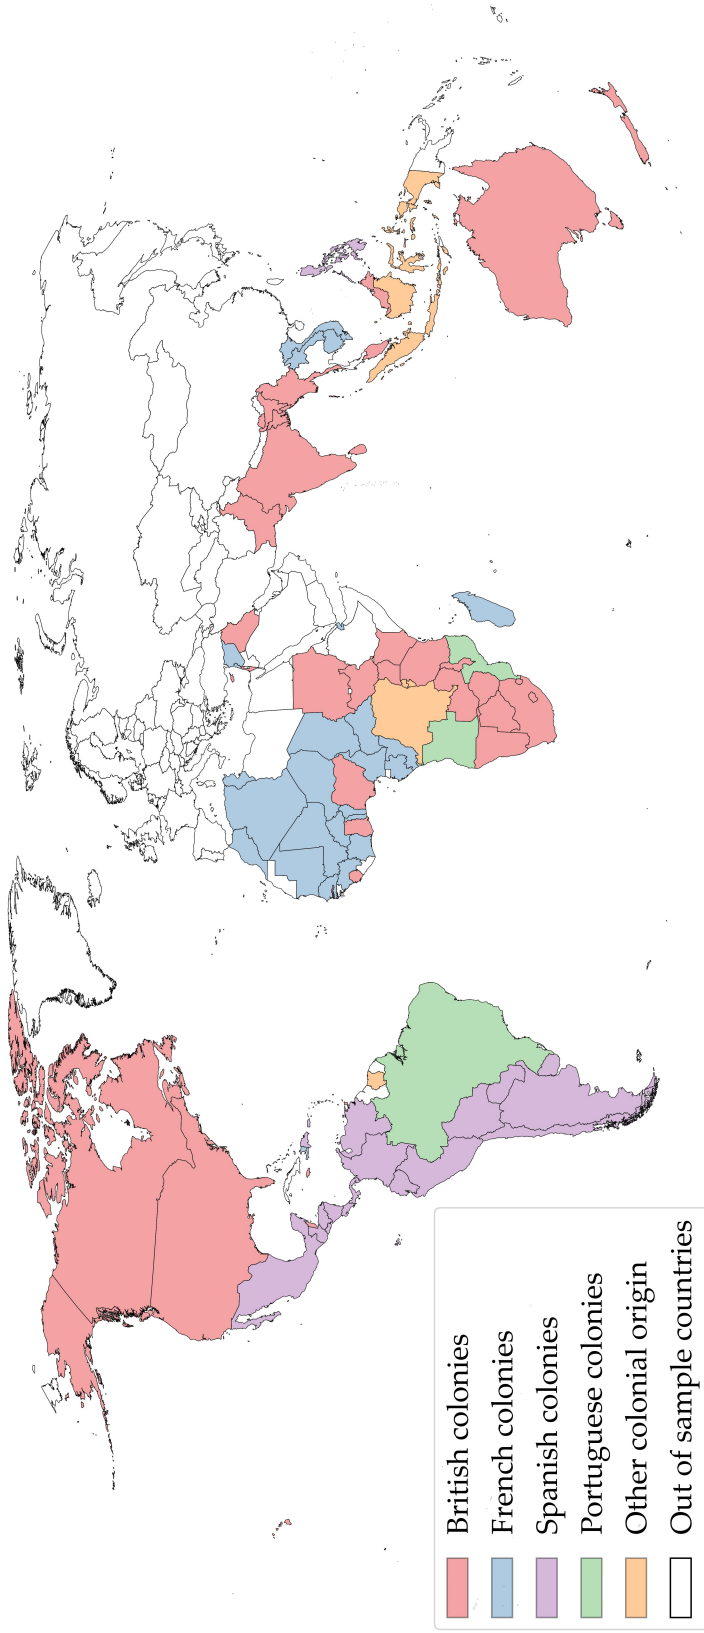 British colonies
French colonies
Spanish colonies
Portuguese colonies
Other colonial origin
Out of sample countries